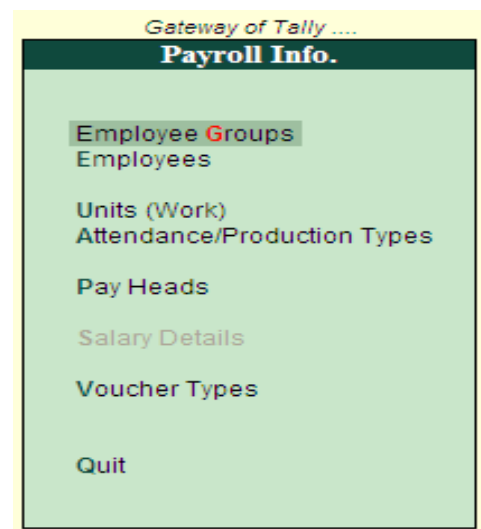 Gateway of Tally ....
Payroll Info.
Employee Groups
Employees
Units (Work)
Attendance/Production Types
Pay Heads
Salary Details
Voucher Types
Quit